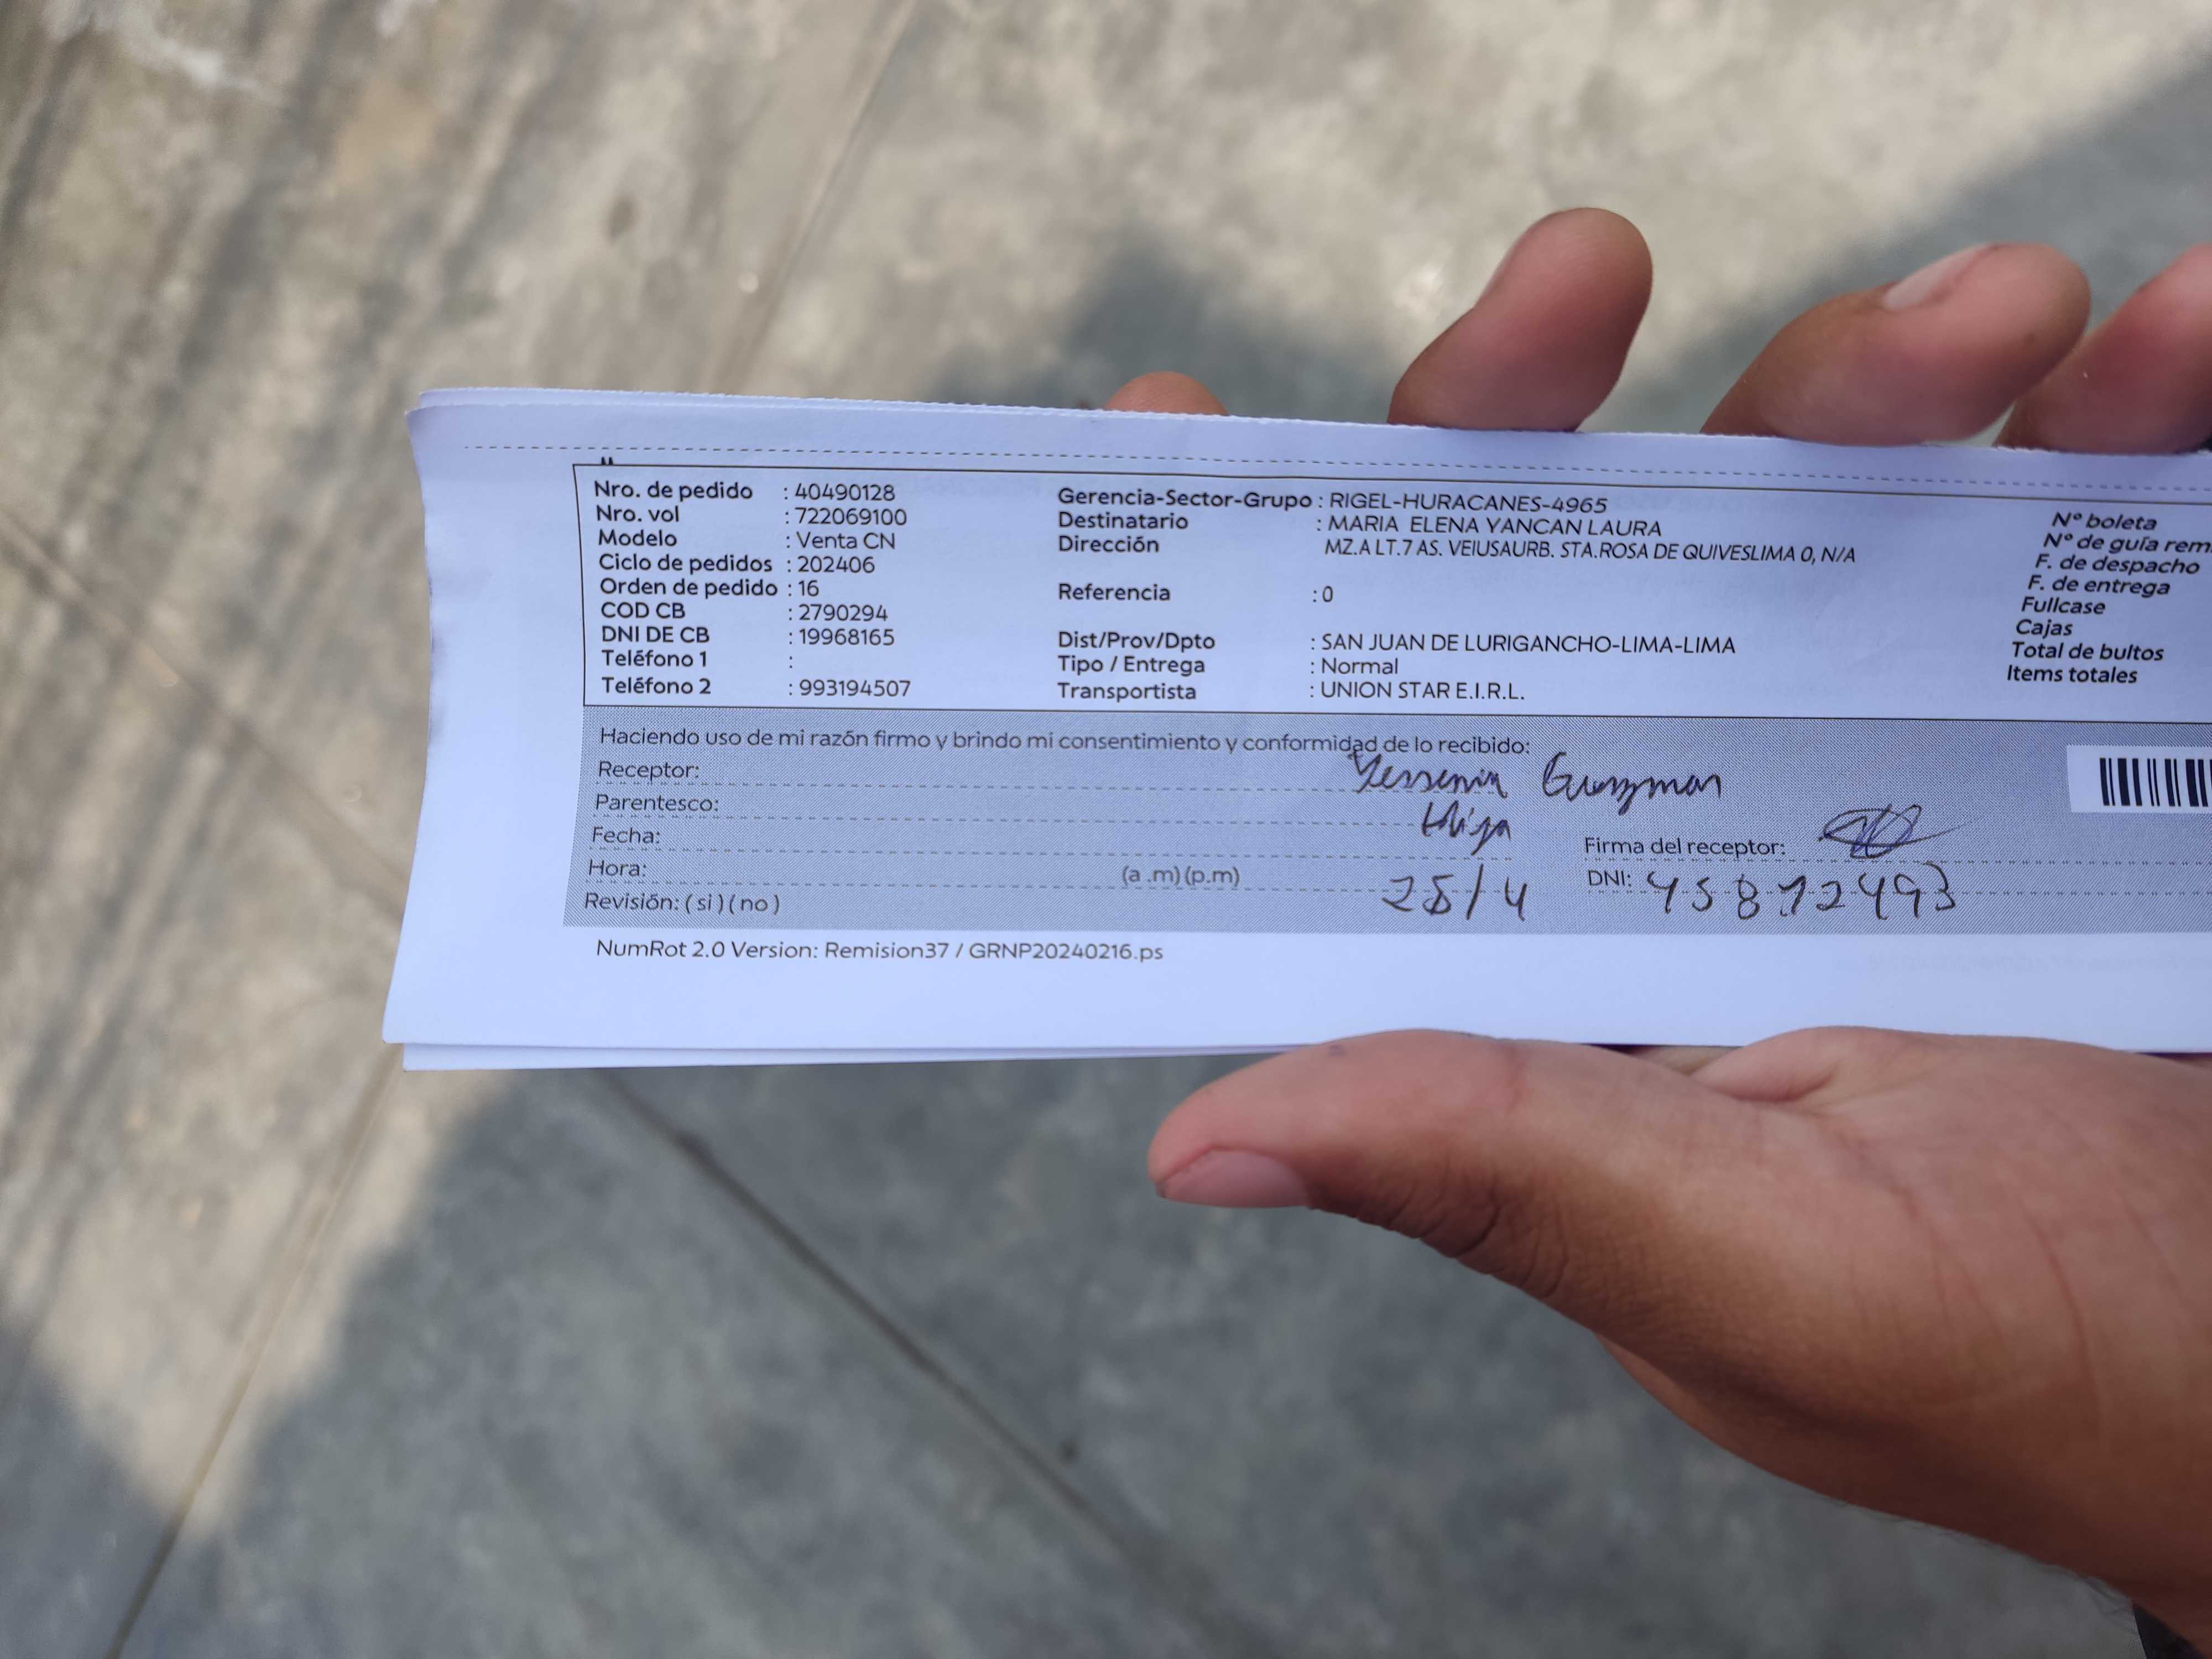 Nro. de pedido : 40490128
Nro. vol : 722069100
Modelo : Venta CN
Ciclo de pedidos : 202406
Orden de pedido : 16
COD CB : 2790294
DNI DE CB : 19968165
Teléfono 1 :
Teléfono 2 : 993194507
Gerencia-Sector-Grupo : RIGEL-HURACANES-4965
Destinatario : MARIA ELENA YANCAN LAURA
Dirección MZ.A LT.7 AS. VEIUSAURB. STA.ROSA DE QUIVESLIMA 0, N/A
Referencia : 0
Dist/Prov/Dpto : SAN JUAN DE LURIGANCHO-LIMA-LIMA
Tipo / Entrega : Normal
Transportista : UNION STAR E.I.R.L.
Nº boleta
Nº de guía rem.
F. de despacho
F. de entrega
Fullcase
Cajas
Total de bultos
Items totales
Haciendo uso de mi razón firmo y brindo mi consentimiento y conformidad de lo recibido:
Receptor: Yessenia Guzman
Parentesco: Hija
Fecha:
Firma del receptor:
Hora: (a .m) (p.m) 25/4
DNI: 45872493
Revisión: ( si ) ( no )
NumRot 2.0 Version: Remision37 / GRNP20240216.ps